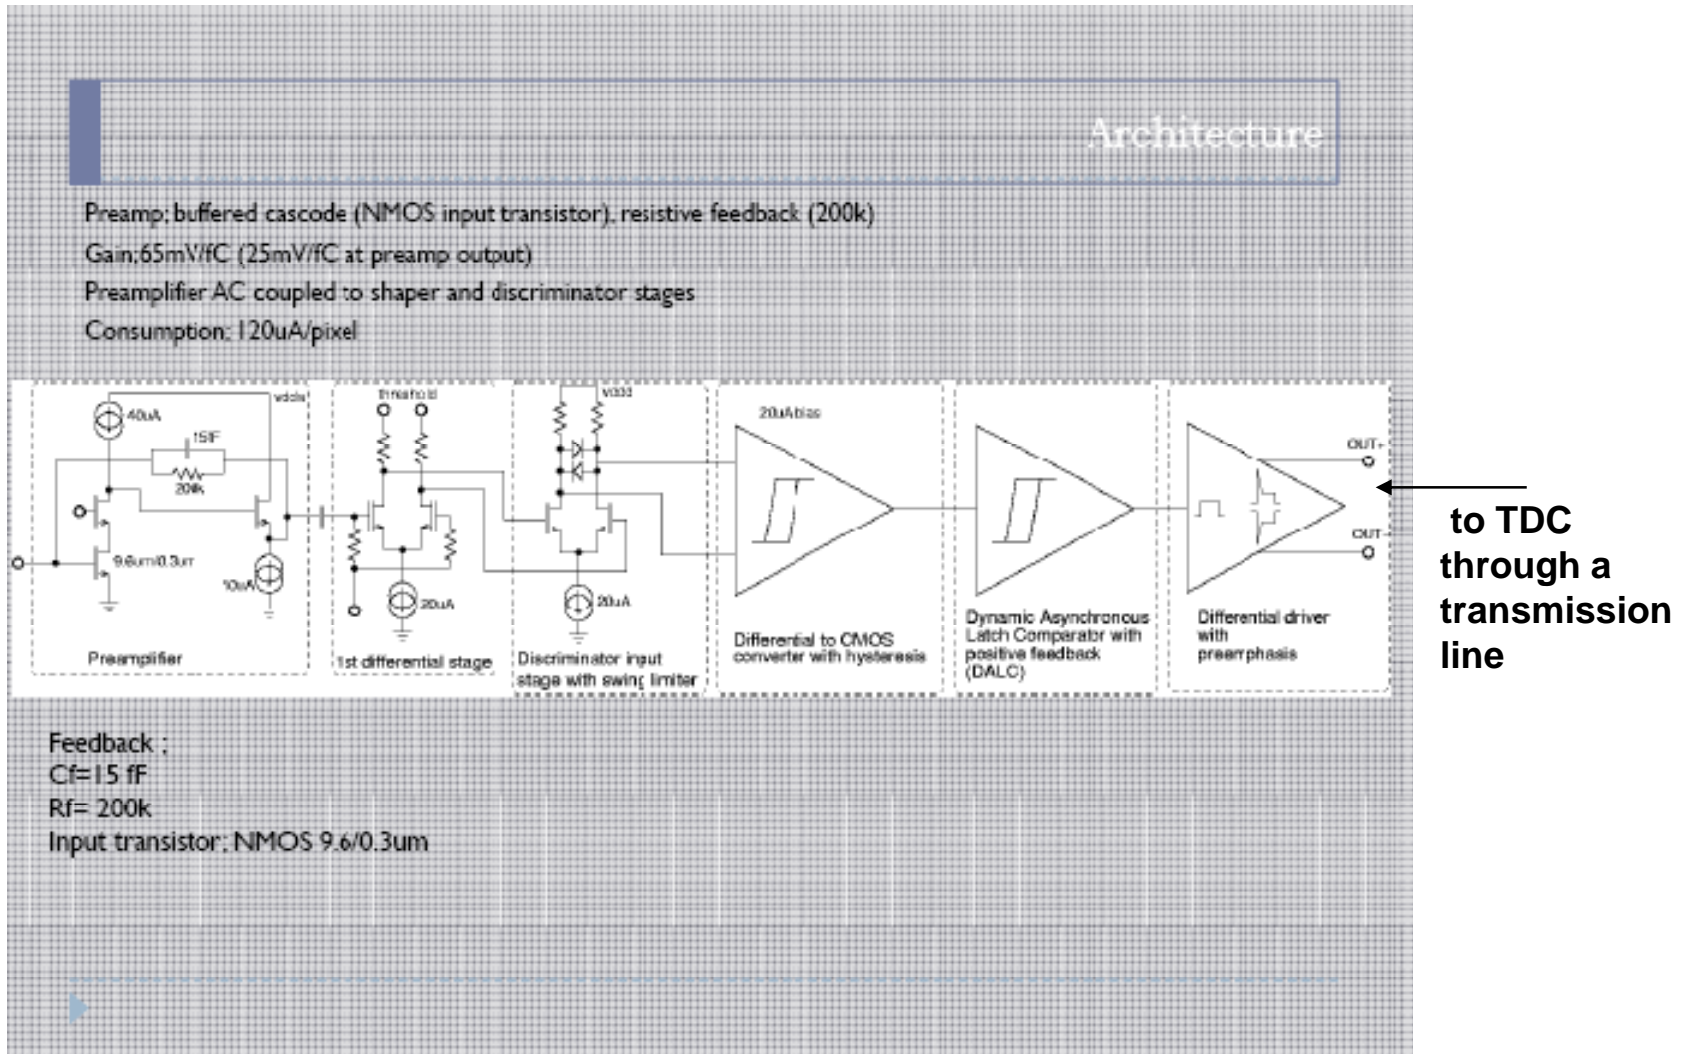 Architecture
Preamp; buffered cascode (NMOS input transistor), resistive feedback (200k)
Gain;65mV/fC (25mV/fC at preamp output)
Preamplifier AC coupled to shaper and discriminator stages
Consumption; 120uA/pixel
40uA
vdda
15fF
200k
9.6um/0.3um
10uA
Preamplifier
threshold
20uA
1st differential stage
vddd
20uA
Discriminator input
stage with swing limiter
20uA bias
Differential to CMOS
converter with hysteresis
Dynamic Asynchronous
Latch Comparator with
positive feedback
(DALC)
OUT+
OUT-
Differential driver
with
preemphasis
to TDC
through a
transmission
line
Feedback ;
Cf=15 fF
Rf= 200k
Input transistor; NMOS 9.6/0.3um